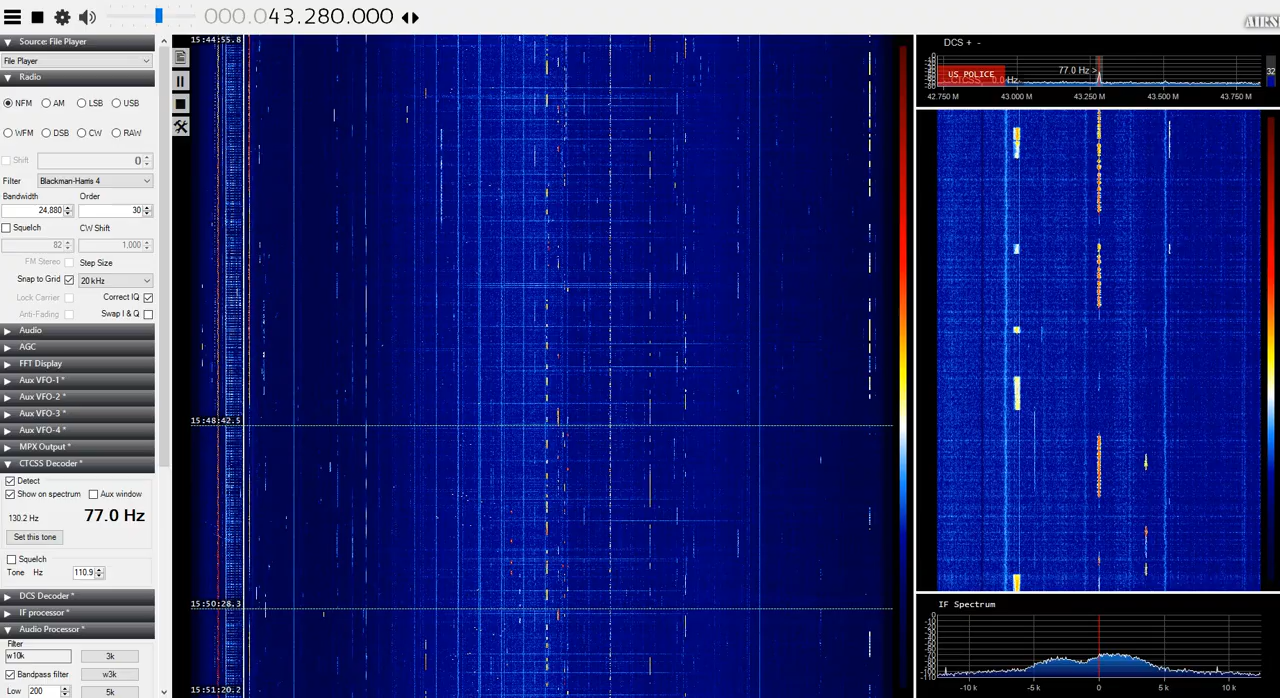 000.043.280.000
AIRS
Source: File Player
File Player
Radio
NFM AM LSB USB
WFM DSB CW RAW
Shift 0
Filter Blackman-Harris 4
Bandwidth Order
24,880 30
Squelch CW Shift
82 1,000
FM Stereo Step Size
Snap to Grid 20 kHz
Lock Carrier Correct IQ
Anti-Fading Swap I & Q
Audio
AGC
FFT Display
Aux VFO-1 *
Aux VFO-2 *
Aux VFO-3 *
Aux VFO-4 *
MPX Output *
CTCSS Decoder *
Detect
Show on spectrum Aux window
130.2 Hz 77.0 Hz
Set this tone
Squelch
Tone Hz 110.9
DCS Decoder *
IF processor *
Audio Processor *
Filter
w10k 3k
Bandpass filter w3k
Low 200 5k
15:44:55.8
15:48:42.5
15:50:28.3
15:51:20.2
DCS + -
77.0 Hz >
US POLICE
CTCSS 0.0 Hz
32
42.750 M 43.000 M 43.250 M 43.500 M 43.750 M
IF Spectrum
-10 k -5 k 0 5 k 10 k